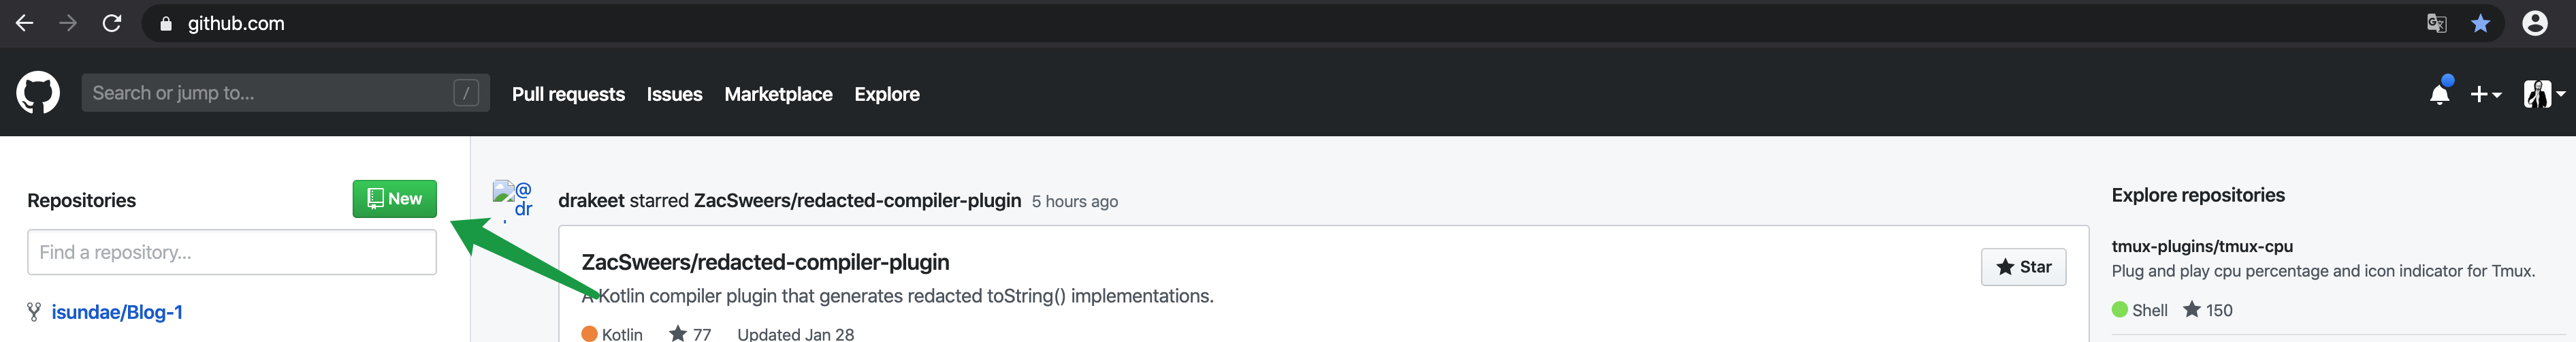 github.com
Search or jump to... /
Pull requests Issues Marketplace Explore
Repositories
New
Find a repository...
isundae/Blog-1
@
dr
drakeet starred ZacSweers/redacted-compiler-plugin 5 hours ago
ZacSweers/redacted-compiler-plugin
Star
A Kotlin compiler plugin that generates redacted toString() implementations.
Kotlin 77 Updated Jan 28
Explore repositories
tmux-plugins/tmux-cpu
Plug and play cpu percentage and icon indicator for Tmux.
Shell 150